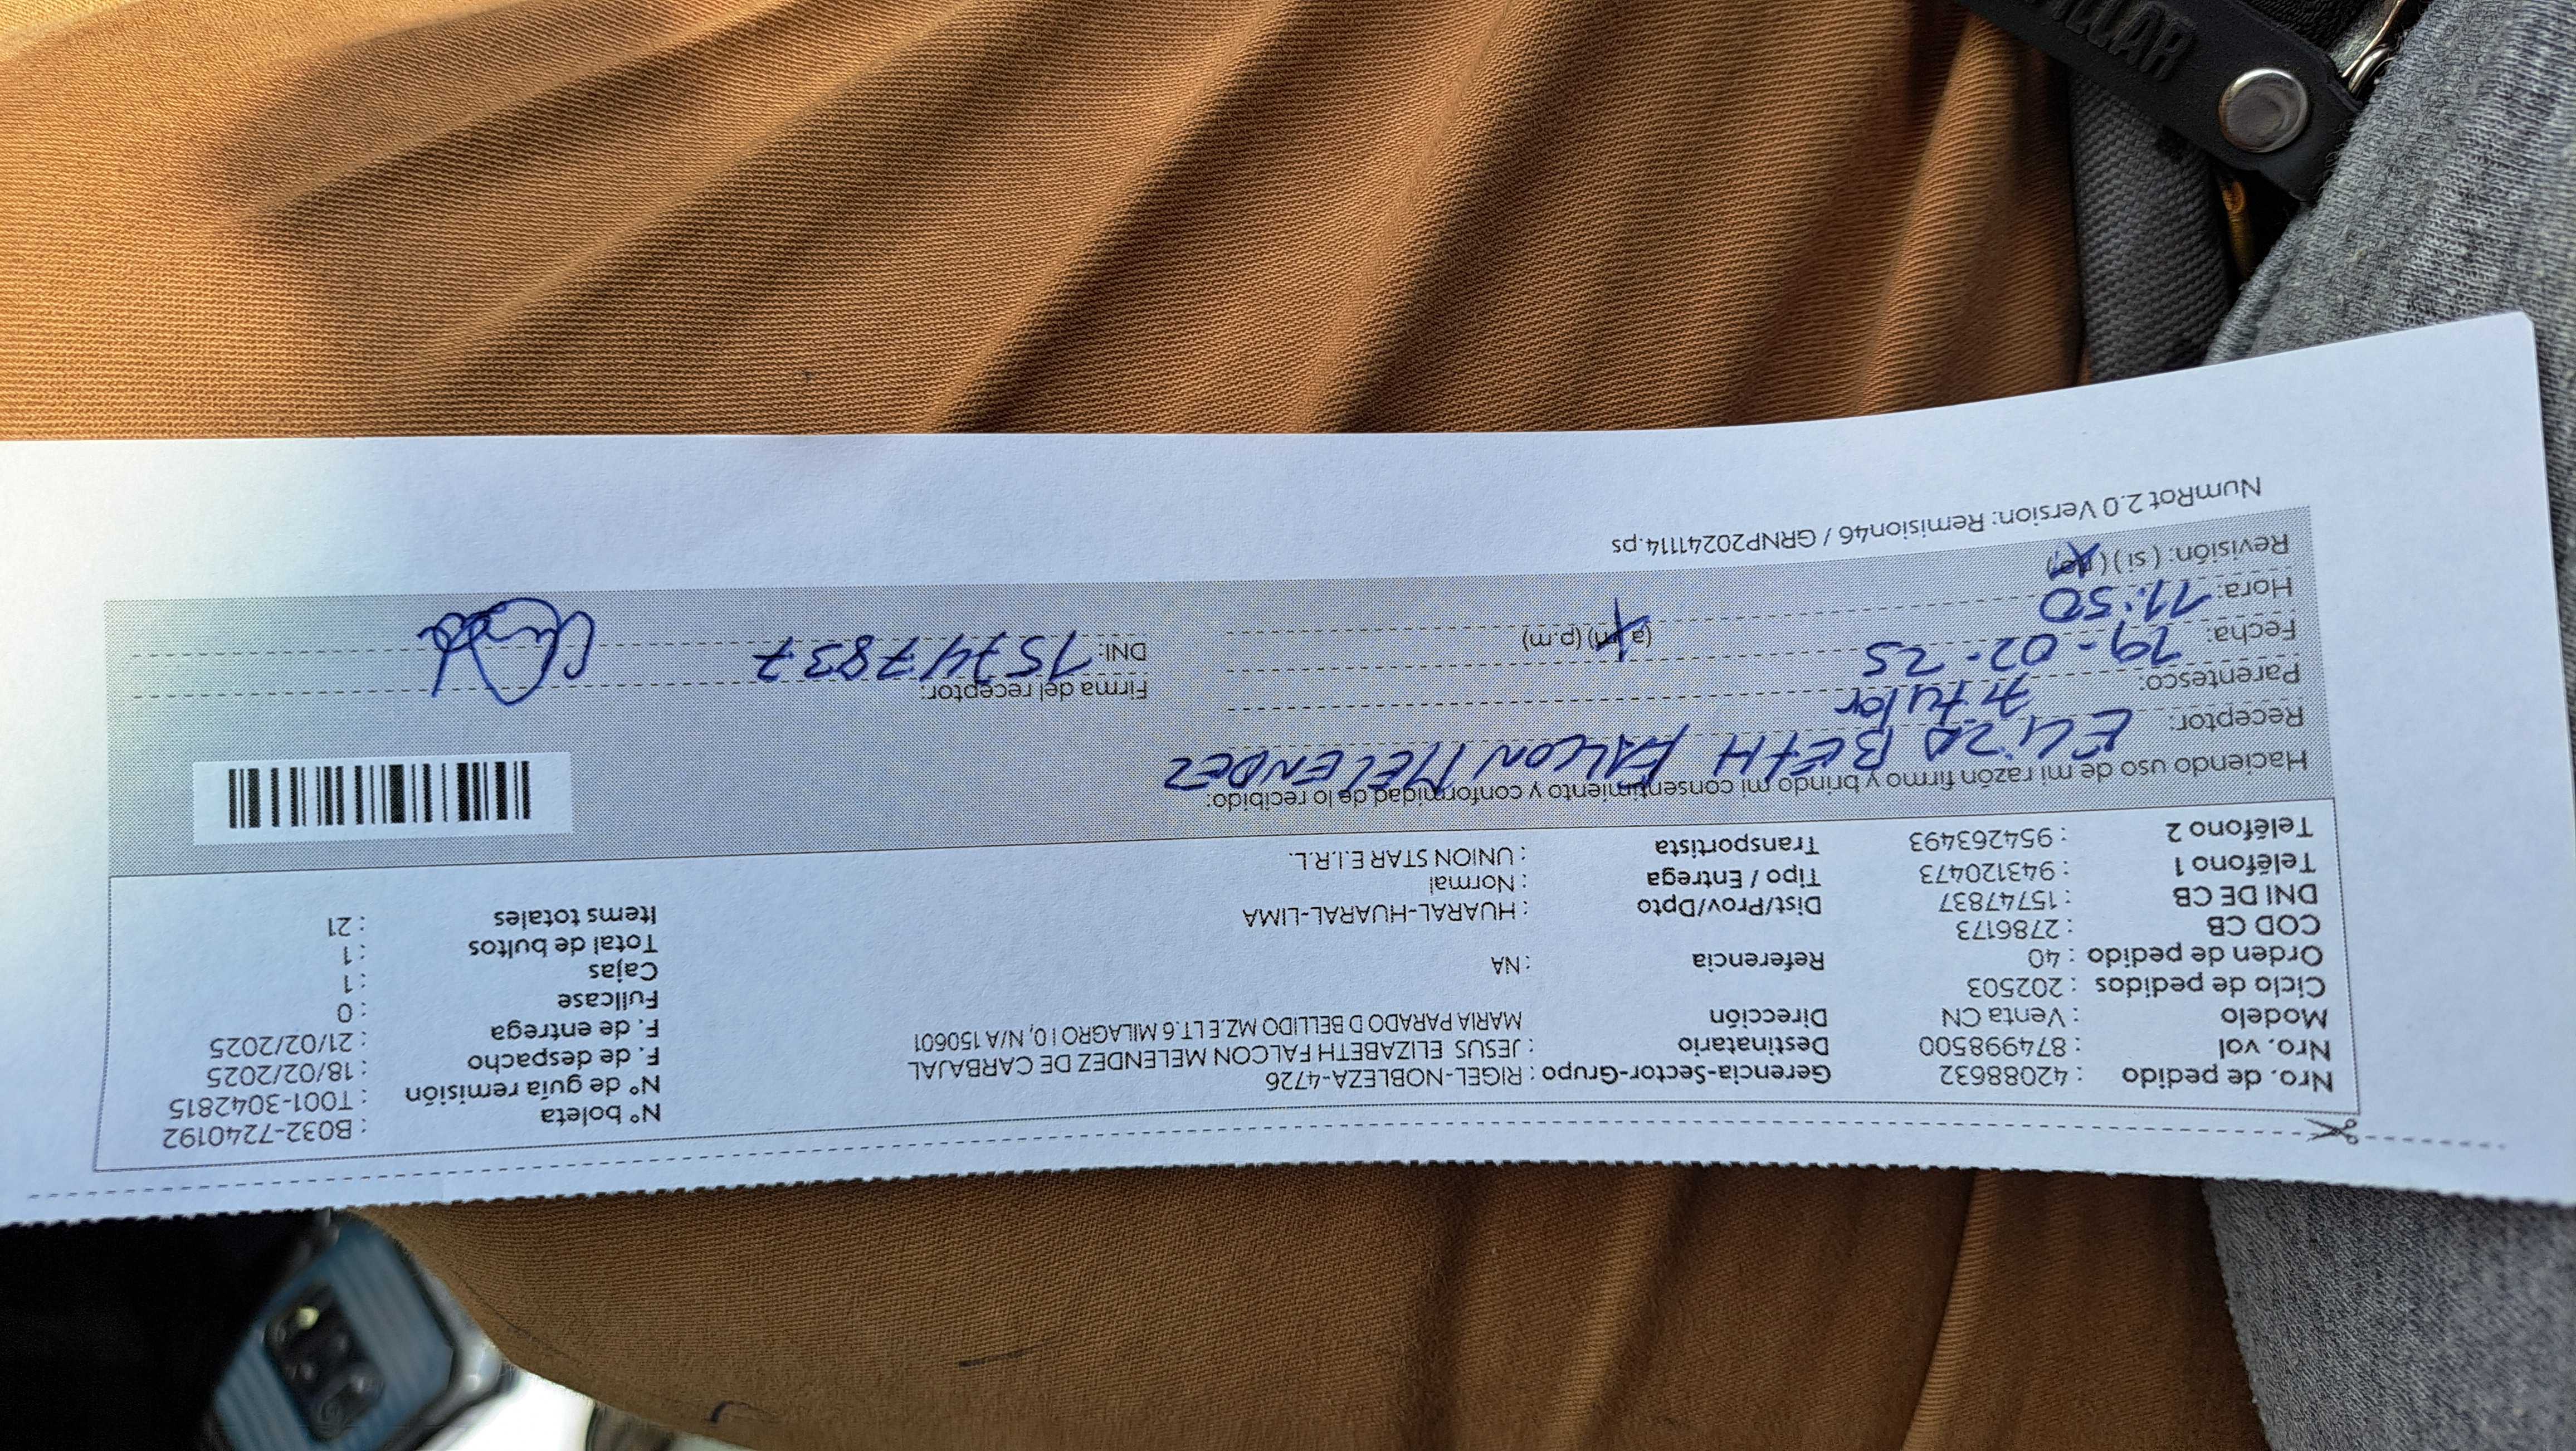 Nº boleta : B032-7240192
Nro. de pedido : 42088632 Gerencia-Sector-Grupo : RIGEL-NOBLEZA-4726 Nº de guía remisión : T001-3042815
Nro. vol : 874998500 Destinatario : JESUS ELIZABETH FALCON MELENDEZ DE CARBAJAL F. de despacho : 18/02/2025
Modelo : Venta CN Dirección MARIA PARADO D BELLIDO MZ.E LT.6 MILAGRO I 0, N/A 150601 F. de entrega : 21/02/2025
Ciclo de pedidos : 202503 Fullcase : 0
Orden de pedido : 40 Referencia : NA Cajas : 1
COD CB : 2786173 Total de bultos : 1
DNI DE CB : 15747837 Dist/Prov/Dpto : HUARAL-HUARAL-LIMA Items totales : 21
Teléfono 1 : 943120473 Tipo / Entrega : Normal
Teléfono 2 : 954263493 Transportista : UNION STAR E.I.R.L.
Haciendo uso de mi razón firmo y brindo mi consentimiento y conformidad de lo recibido:
Receptor: ELIZABETH FALCON MELENDEZ
Parentesco: titular Firma del receptor:
Fecha: 19-02-25 DNI: 15747837
Hora: 11:50 (a.m) (p.m)
Revisión: ( si ) ( no )
NumRot 2.0 Version: Remision46 / GRNP20241114.ps